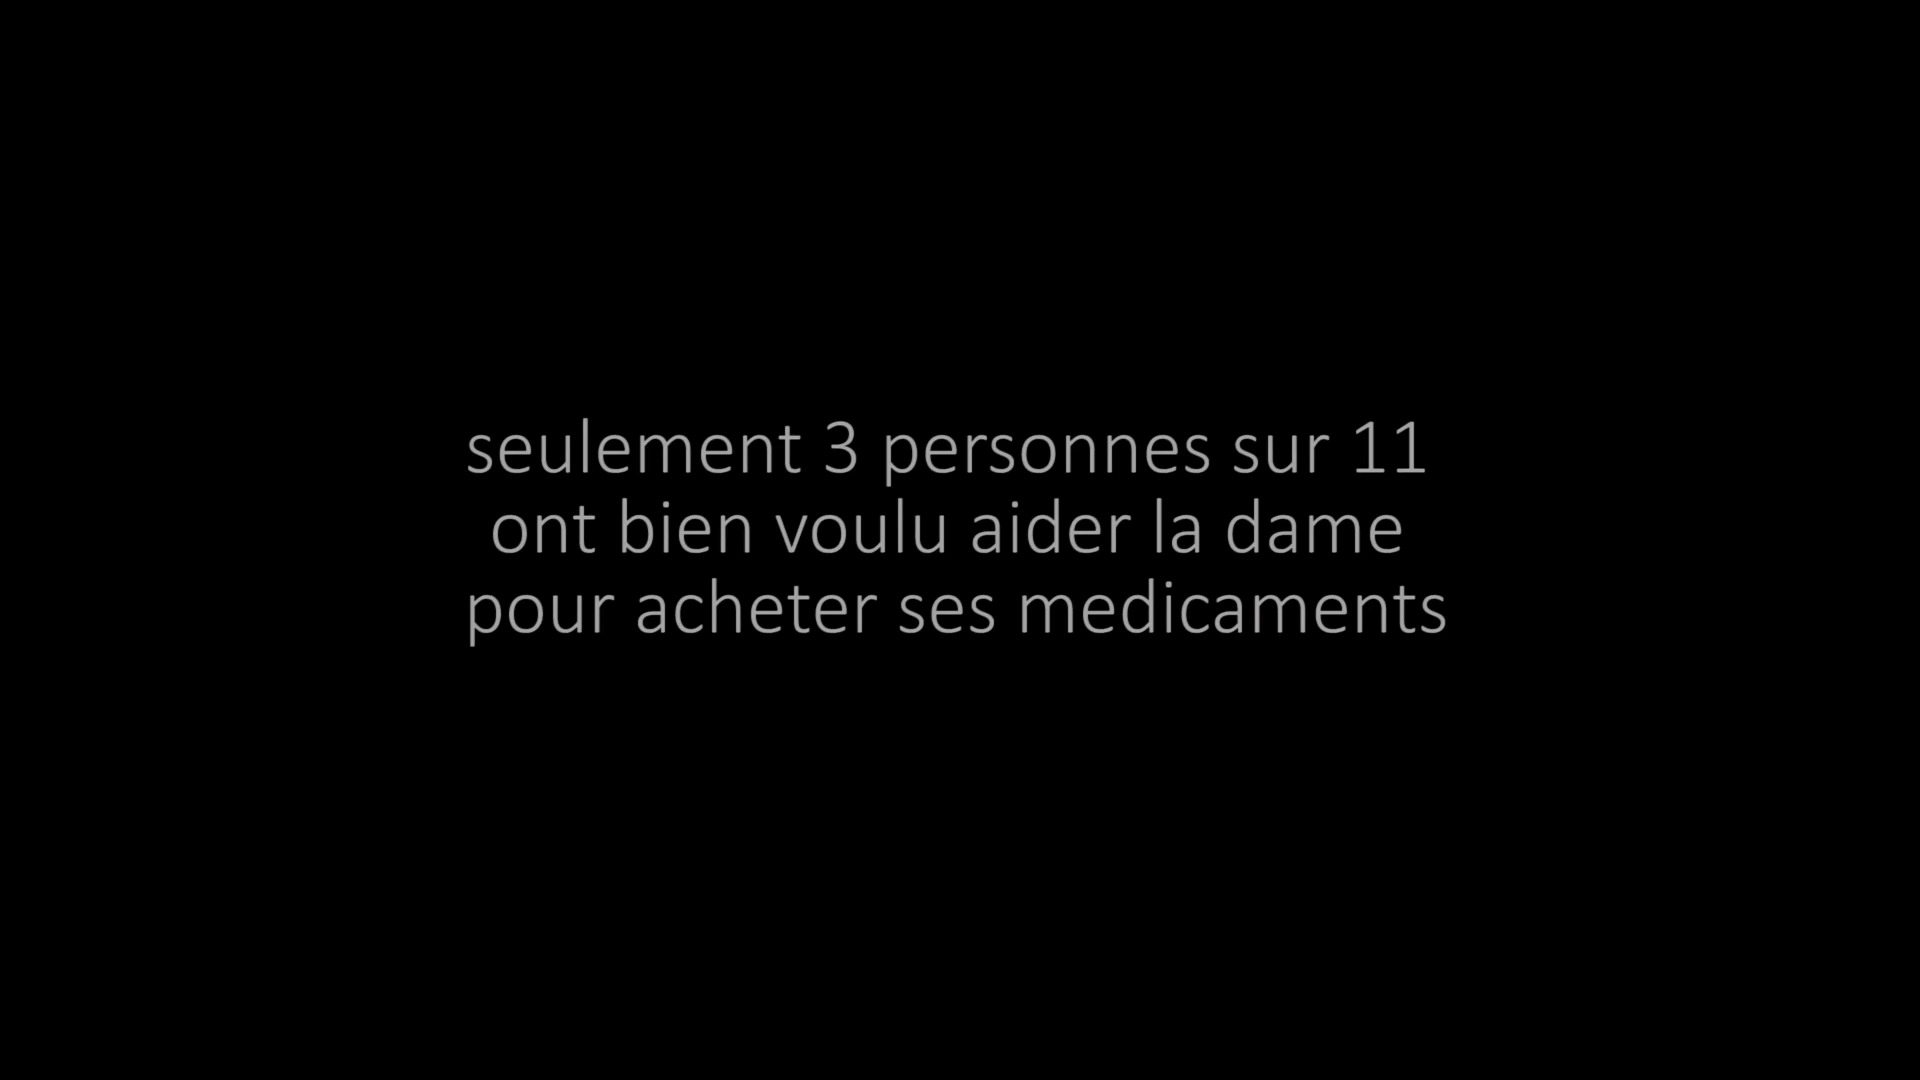 seulement 3 personnes sur 11
ont bien voulu aider la dame
pour acheter ses medicaments